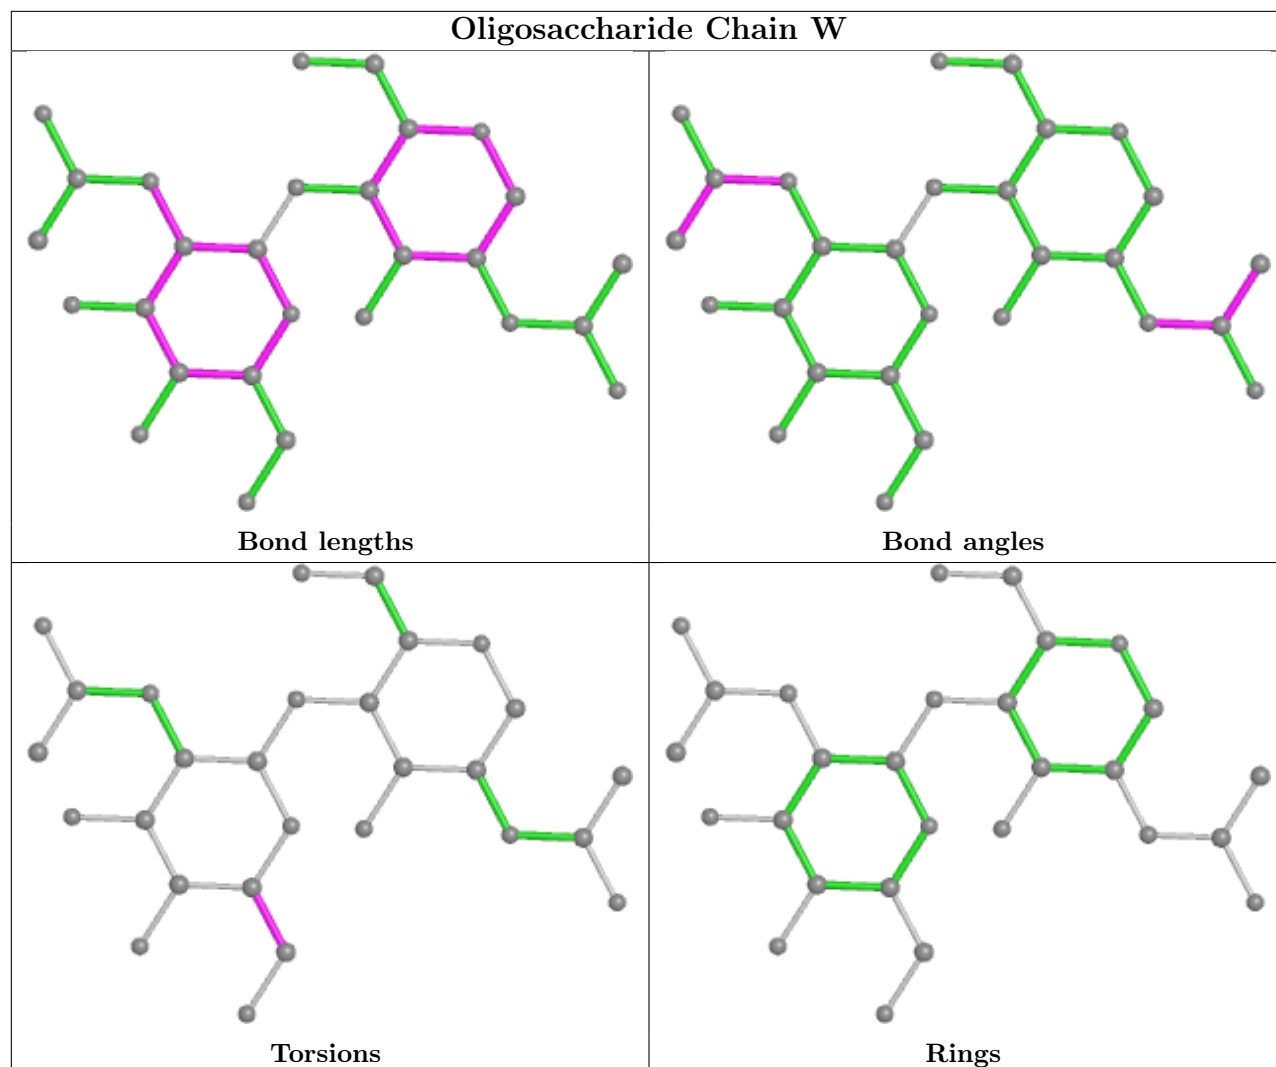 Oligosaccharide Chain W
Bond lengths
Bond angles
Torsions
Rings